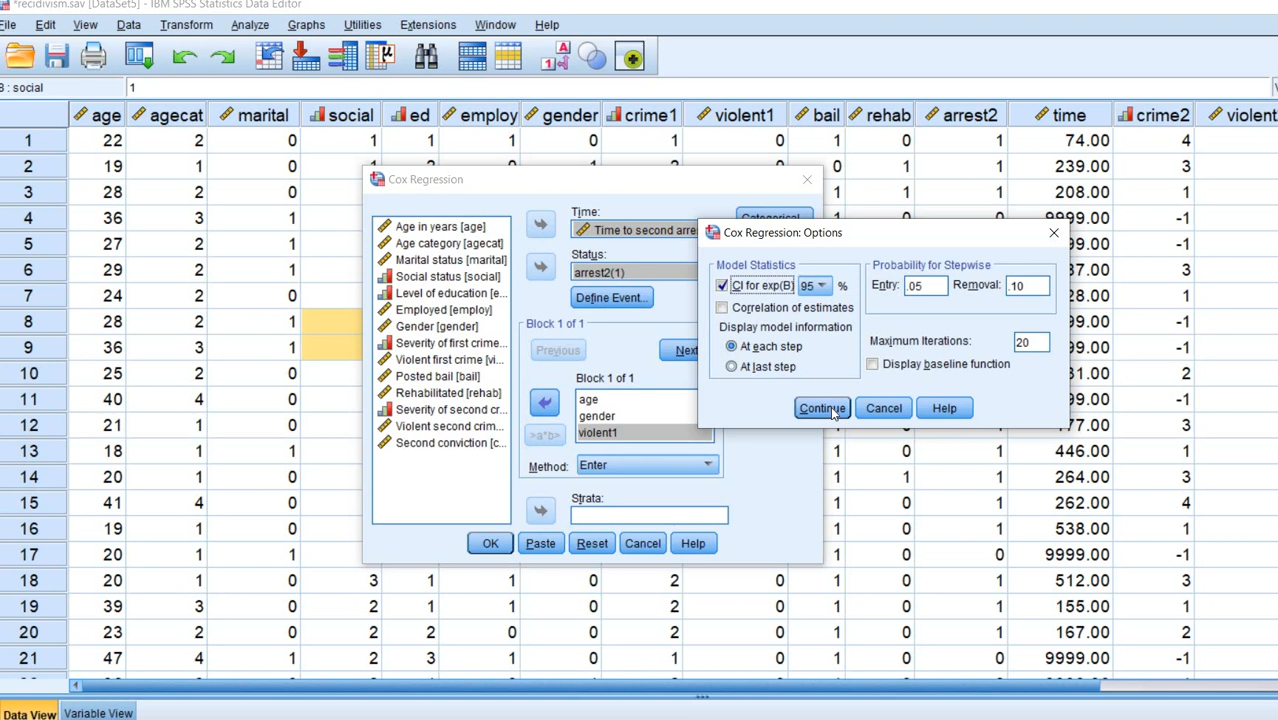 *recidivism.sav [DataSet5] - IBM SPSS Statistics Data Editor
File Edit View Data Transform Graphs Analyze Utilities Extensions Window Help
8 : social 1
age agecat marital social ed employ gender crime1 violent1 bail rehab arrest2 time crime2 violent
1 22 2 0 1 1 1 0 1 0 1 0 1 74.00 4
2 19 1 0 0 1 1 239.00 3
3 28 2 0 1 1 1 208.00 1
4 36 3 1 9999.00 -1
5 27 2 1
6 29 2 1 3
7 24 2 0 1
8 28 2 1
9 36 3 1
10 23 2 0 2
11 40 4 0
12 21 1 0 3
13 18 1 1 1 0 1 446.00 1
14 20 1 0 1 1 1 264.00 3
15 41 4 0 1 0 1 262.00 4
16 19 1 0 1 0 1 538.00 1
17 20 1 1 1 0 0 9999.00 -1
18 20 1 0 3 1 1 0 2 0 1 0 1 512.00 3
19 39 3 0 2 1 1 0 2 0 1 0 1 155.00 1
20 23 2 0 2 2 0 0 2 0 1 0 1 167.00 2
21 47 4 1 2 3 1 0 1 0 1 0 0 9999.00 -1
Cox Regression
Age in years [age]
Age category [agecat]
Marital status [marital]
Social status [social]
Level of education [e...
Employed [employ]
Gender [gender]
Severity of first crime...
Violent first crime [vi...
Posted bail [bail]
Rehabilitated [rehab]
Severity of second cr...
Violent second crim...
Second conviction [c...
Time:
Time to second arre
Categorical...
Status:
arrest2(1)
Define Event...
Block 1 of 1
Previous Next
Block 1 of 1
age
gender
violent1
>a*b>
Method: Enter
Strata:
OK Paste Reset Cancel Help
Cox Regression: Options
Model Statistics
CI for exp(B) 95 %
Correlation of estimates
Display model information
At each step
At last step
Probability for Stepwise
Entry: .05 Removal: .10
Maximum Iterations: 20
Display baseline function
Continue Cancel Help
Data View Variable View